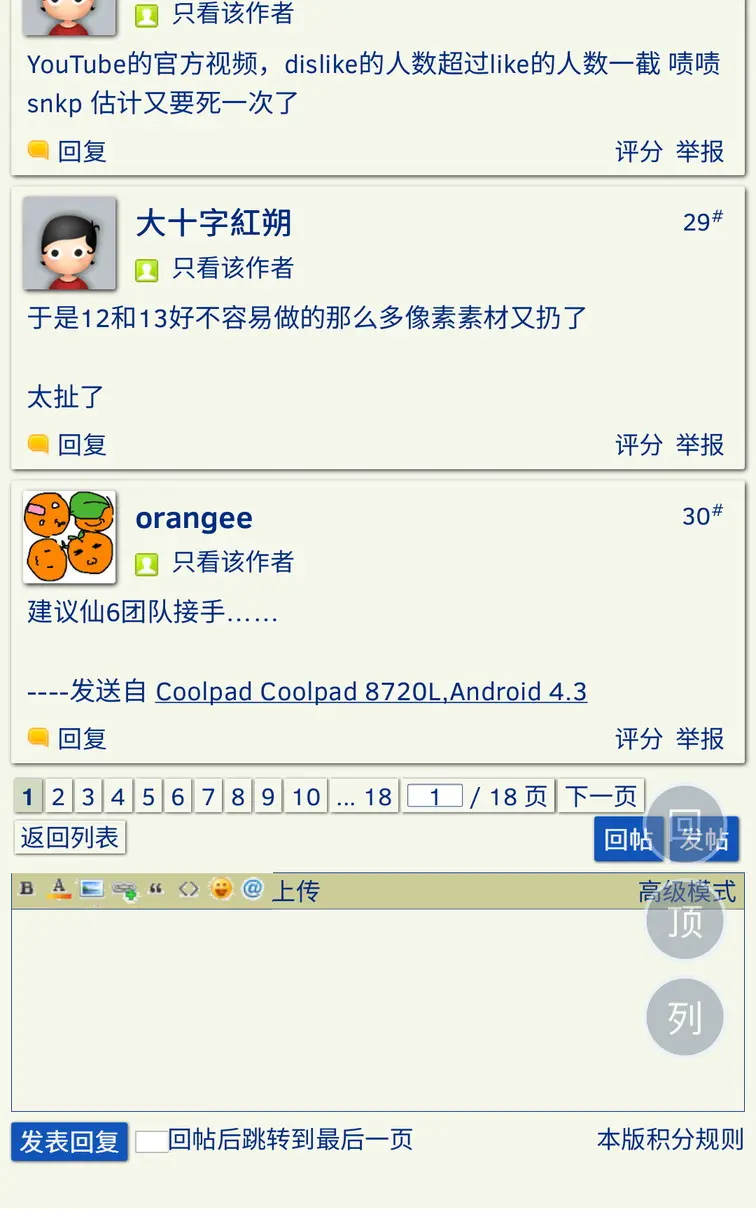 只看该作者
YouTube的官方视频，dislike的人数超过like的人数一截 啧啧
snkp 估计又要死一次了
回复 评分 举报
大十字紅朔 29#
只看该作者
于是12和13好不容易做的那么多像素素材又扔了
太扯了
回复 评分 举报
orangee 30#
只看该作者
建议仙6团队接手……
----发送自 Coolpad Coolpad 8720L,Android 4.3
回复 评分 举报
1 2 3 4 5 6 7 8 9 10 ... 18 1 / 18 页 下一页
返回列表 回帖 发帖
回
B A “ <> @ 上传 高级模式
顶
列
发表回复 回帖后跳转到最后一页 本版积分规则